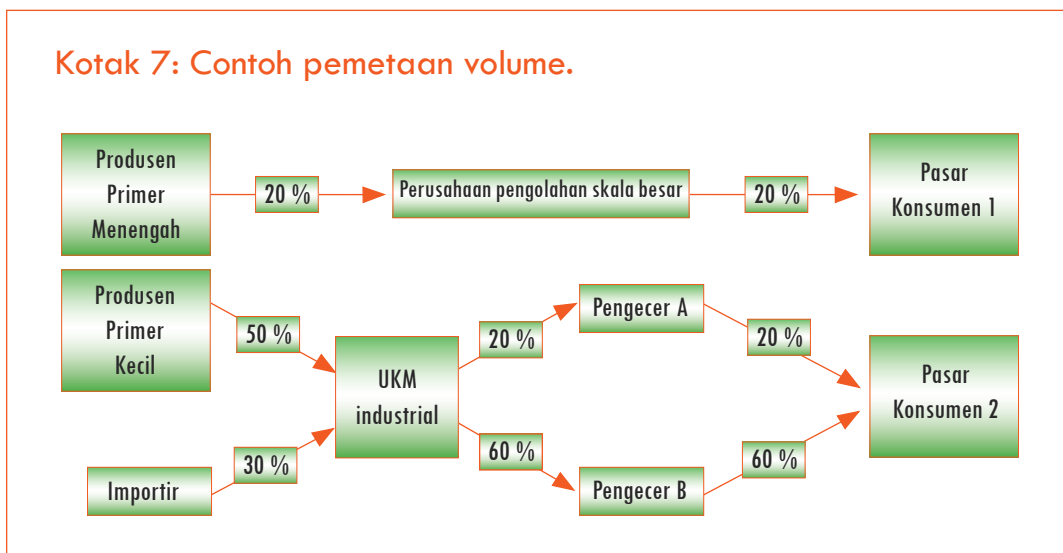 Kotak 7: Contoh pemetaan volume.
Produsen
Primer
Menengah
20 %
Perusahaan pengolahan skala besar
20 %
Pasar
Konsumen 1
Produsen
Primer
Kecil
50 %
Importir
30 %
UKM
industrial
20 %
Pengecer A
20 %
60 %
Pengecer B
60 %
Pasar
Konsumen 2